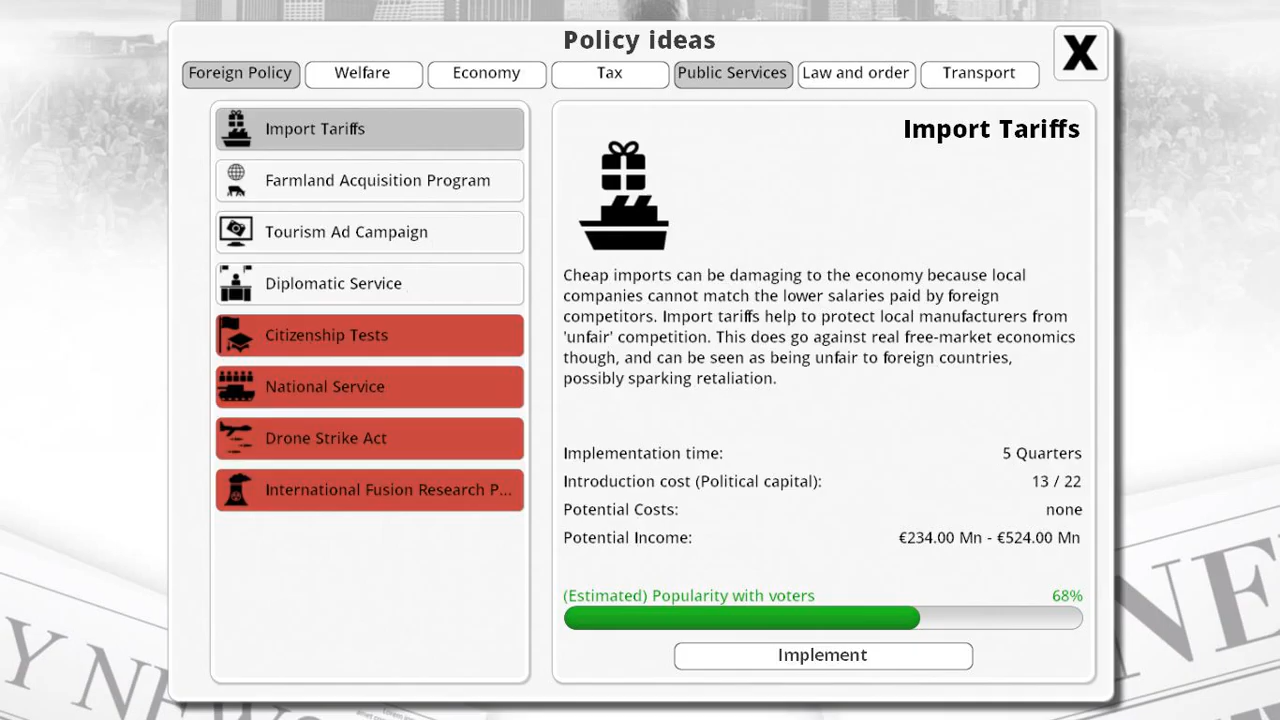 Policy ideas
X
Foreign Policy
Welfare
Economy
Tax
Public Services
Law and order
Transport
Import Tariffs
Farmland Acquisition Program
Tourism Ad Campaign
Diplomatic Service
Citizenship Tests
National Service
Drone Strike Act
International Fusion Research P...
Import Tariffs
Cheap imports can be damaging to the economy because local
companies cannot match the lower salaries paid by foreign
competitors. Import tariffs help to protect local manufacturers from
'unfair' competition. This does go against real free-market economics
though, and can be seen as being unfair to foreign countries,
possibly sparking retaliation.
Implementation time: 5 Quarters
Introduction cost (Political capital): 13 / 22
Potential Costs: none
Potential Income: €234.00 Mn - €524.00 Mn
(Estimated) Popularity with voters 68%
Implement